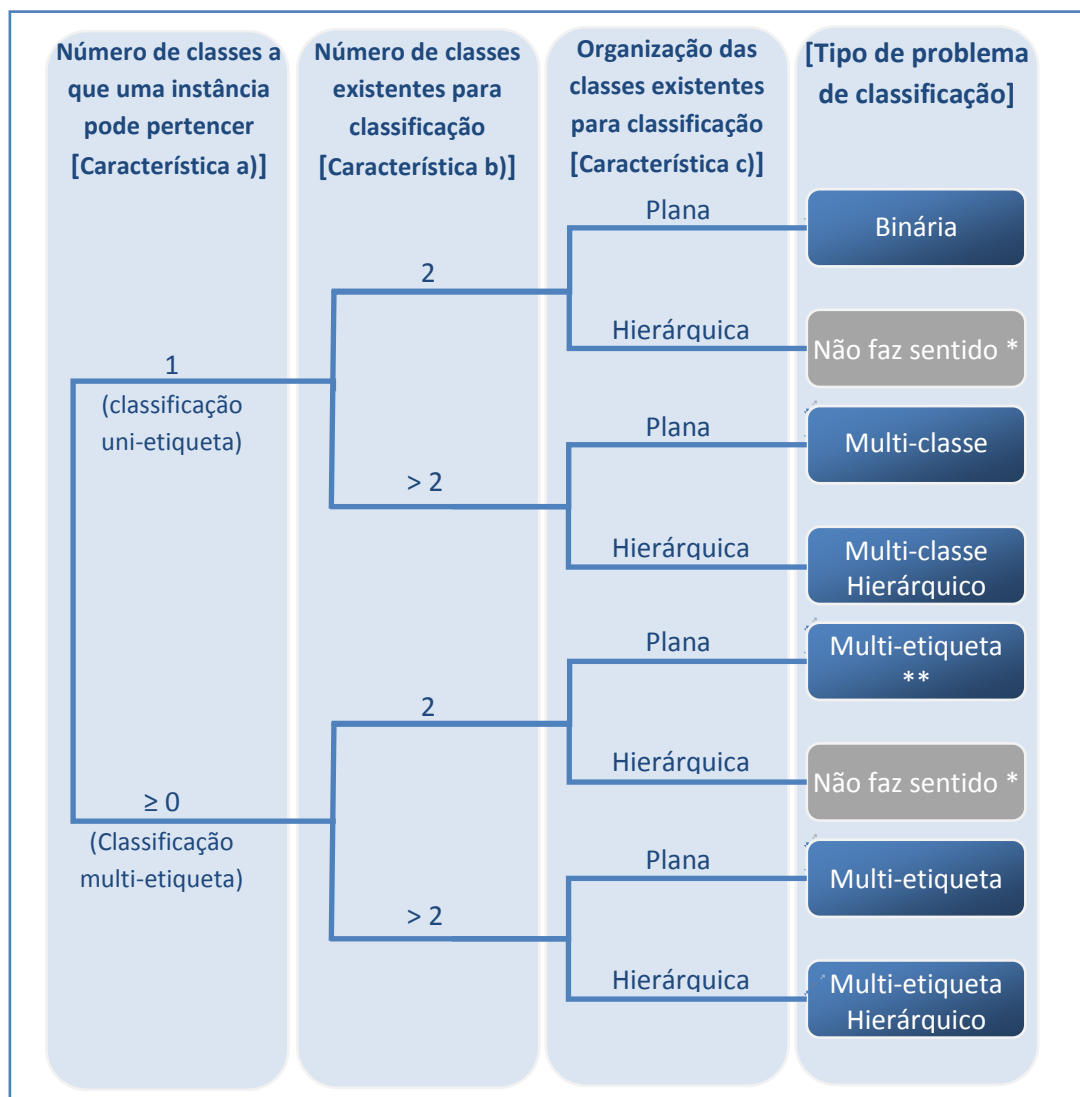 Número de classes a
que uma instância
pode pertencer
[Característica a)]
Número de classes
existentes para
classificação
[Característica b)]
Organização das
classes existentes
para classificação
[Característica c)]
[Tipo de problema
de classificação]
1
(classificação
uni-etiqueta)
2
Plana
Binária
Hierárquica
Não faz sentido *
> 2
Plana
Multi-classe
Hierárquica
Multi-classe
Hierárquico
≥ 0
(Classificação
multi-etiqueta)
2
Plana
Multi-etiqueta
**
Hierárquica
Não faz sentido *
> 2
Plana
Multi-etiqueta
Hierárquica
Multi-etiqueta
Hierárquico